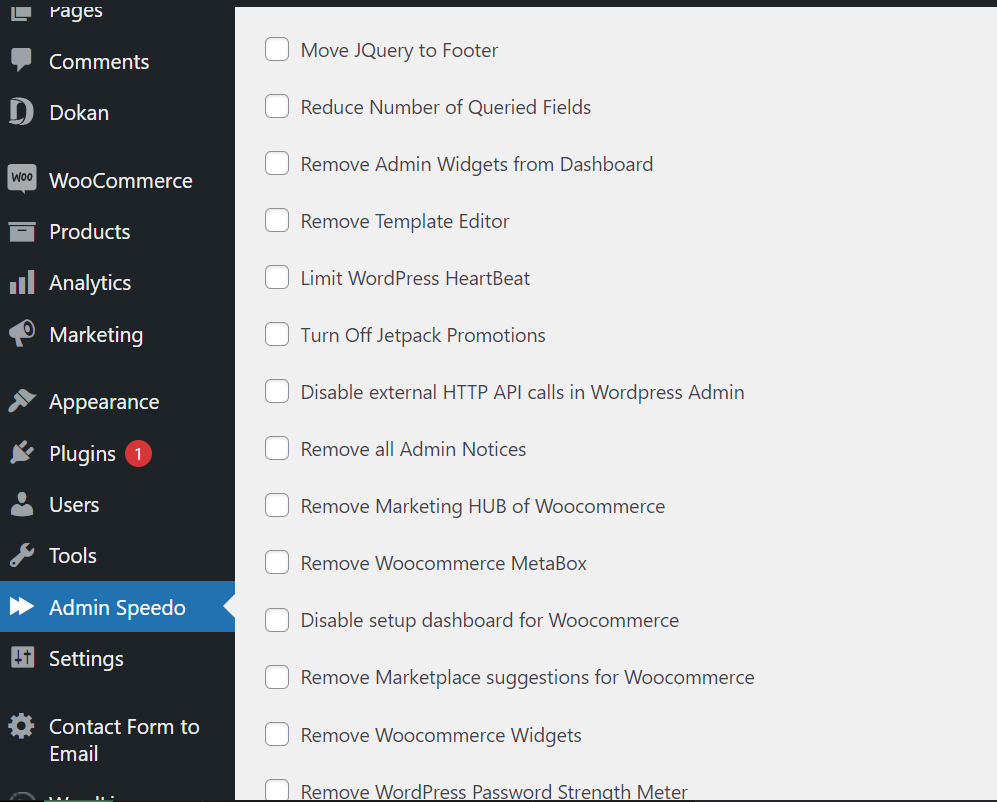 Pages
Comments
Dokan
WOO
WooCommerce
Products
Analytics
Marketing
Appearance
Plugins 1
Users
Tools
Admin Speedo
Settings
Contact Form to
Email
Move JQuery to Footer
Reduce Number of Queried Fields
Remove Admin Widgets from Dashboard
Remove Template Editor
Limit WordPress HeartBeat
Turn Off Jetpack Promotions
Disable external HTTP API calls in Wordpress Admin
Remove all Admin Notices
Remove Marketing HUB of Woocommerce
Remove Woocommerce MetaBox
Disable setup dashboard for Woocommerce
Remove Marketplace suggestions for Woocommerce
Remove Woocommerce Widgets
Remove WordPress Password Strength Meter